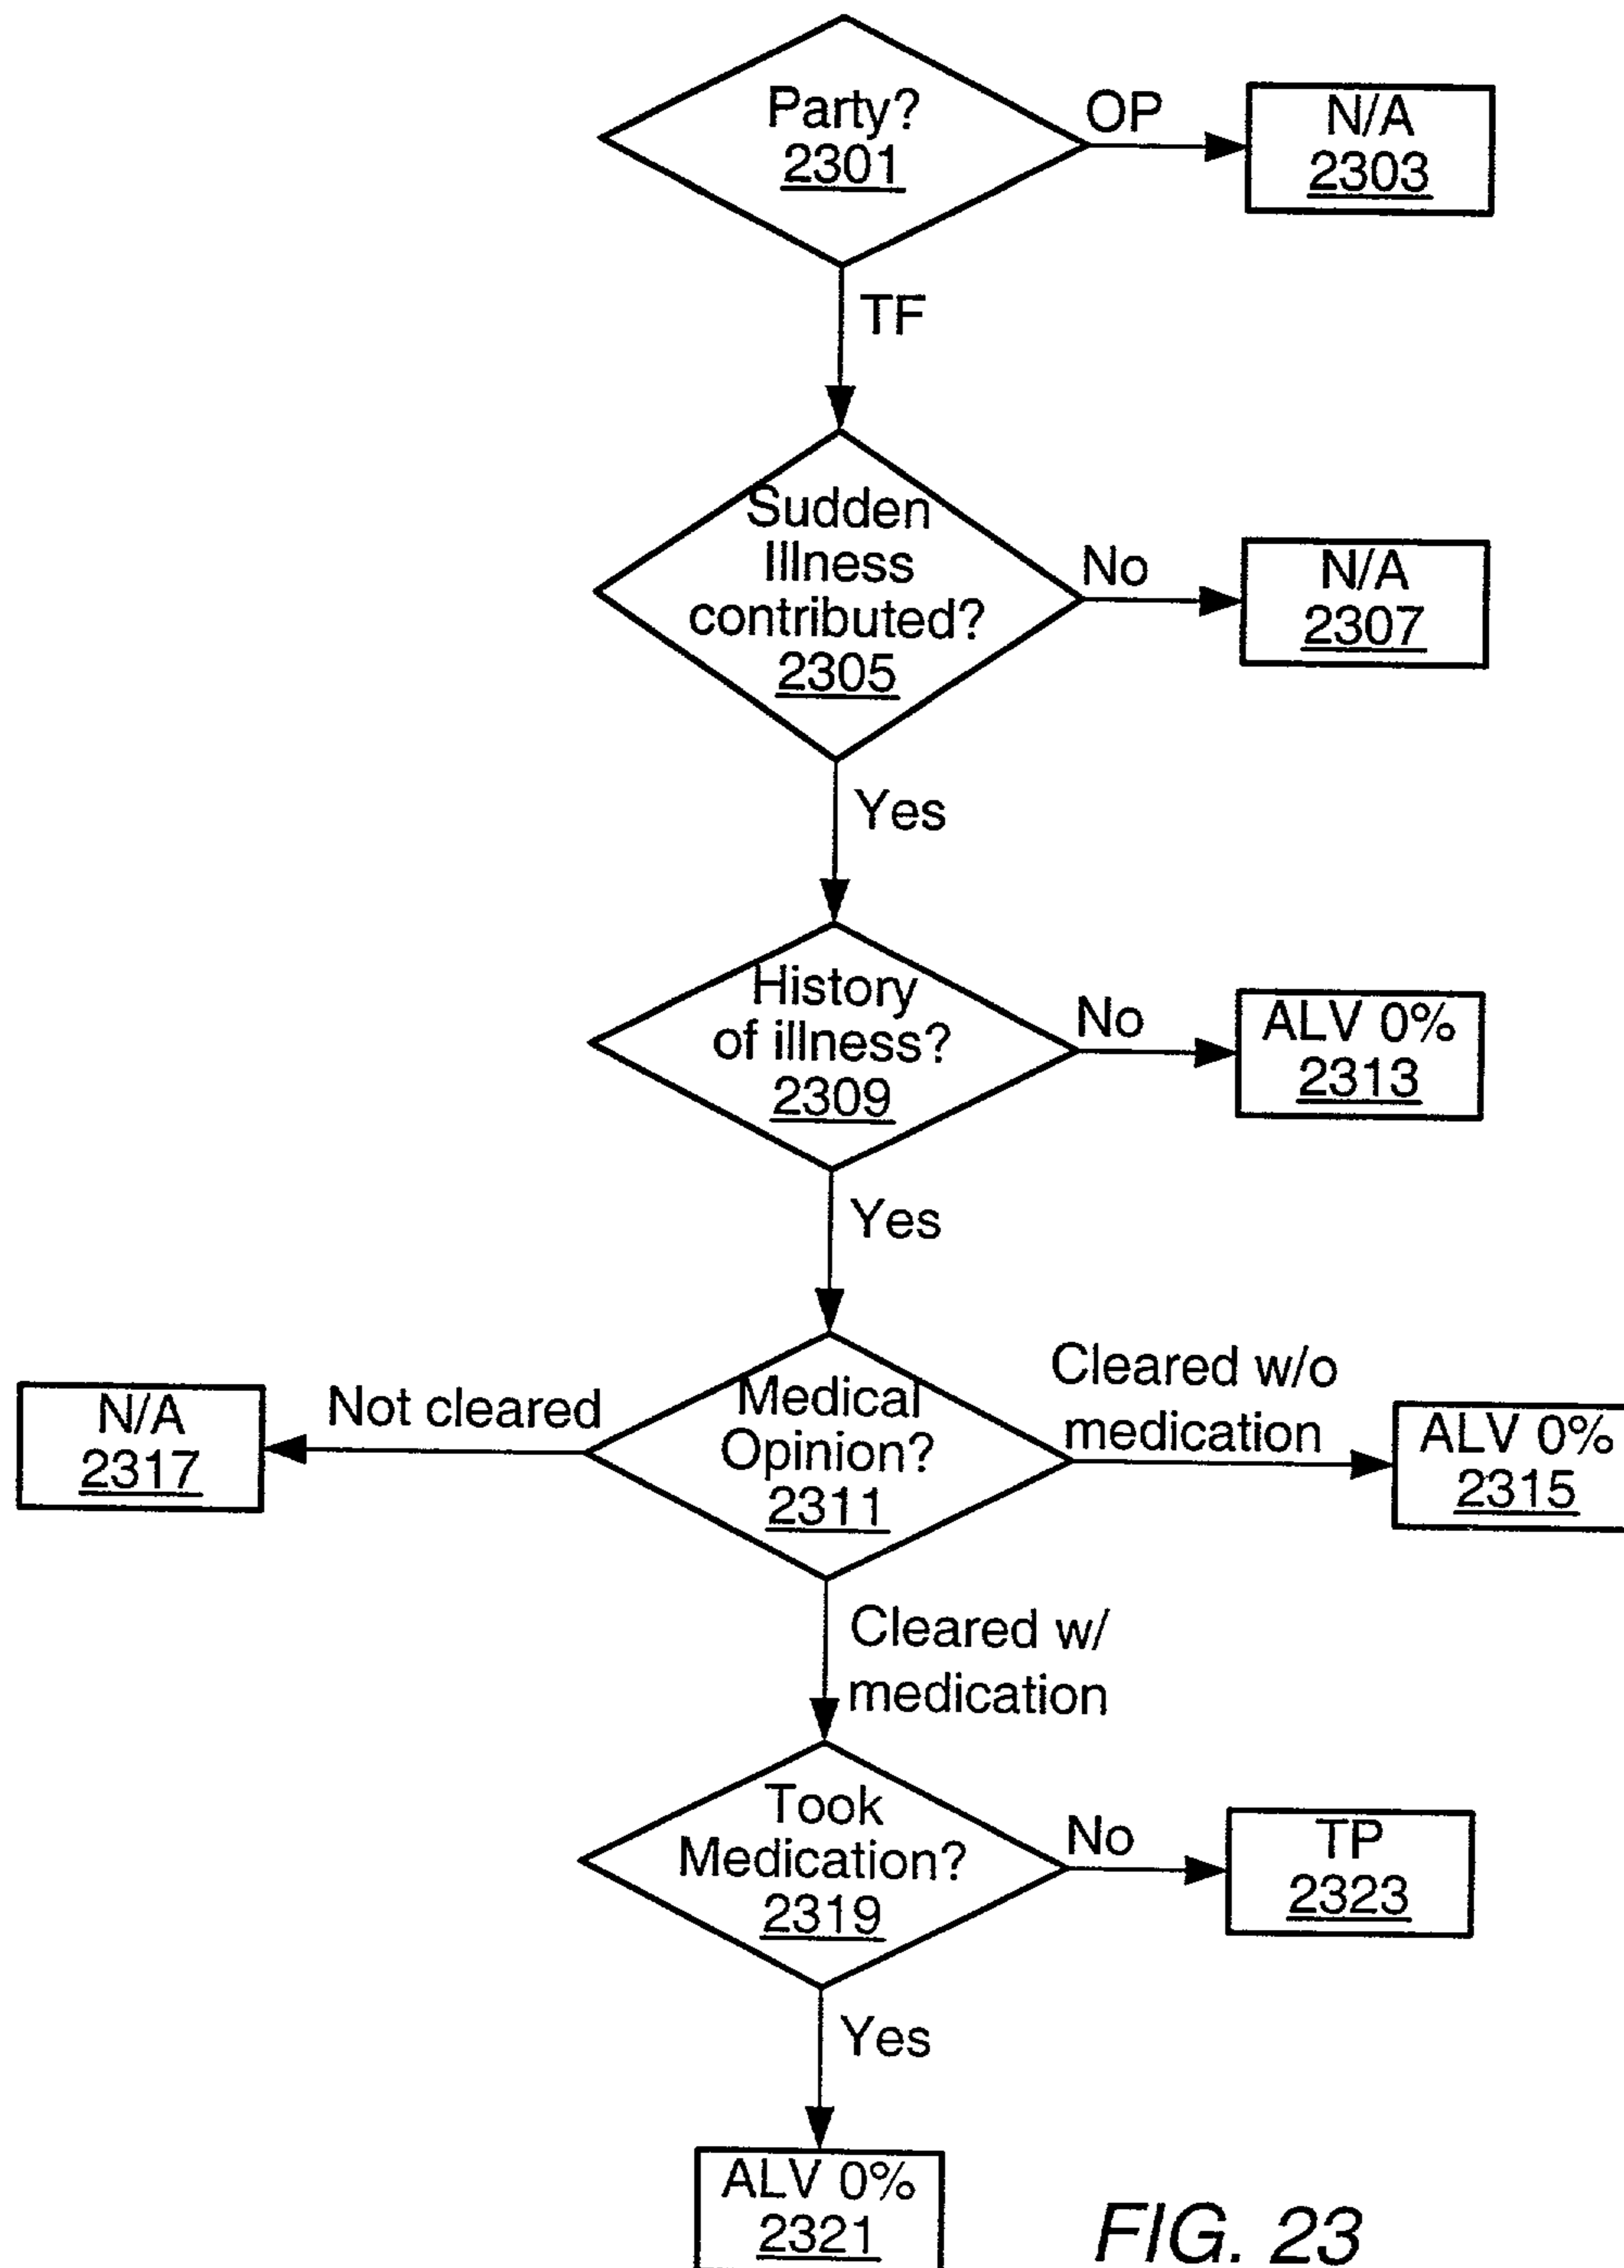 Party?
2301
OP
N/A
2303
TF
Sudden
Illness
contributed?
2305
No
N/A
2307
Yes
History
of illness?
2309
No
ALV 0%
2313
Yes
Medical
Opinion?
2311
Not cleared
N/A
2317
Cleared w/o
medication
ALV 0%
2315
Cleared w/
medication
Took
Medication?
2319
No
TP
2323
Yes
ALV 0%
2321
FIG. 23